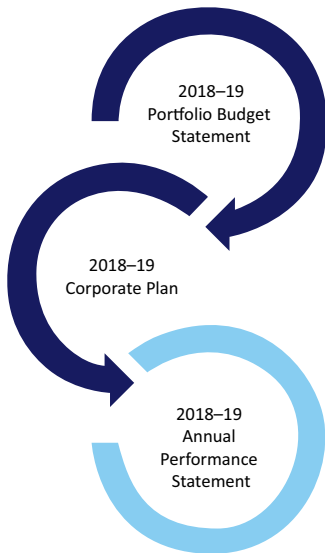 2018–19
Portfolio Budget
Statement
2018–19
Corporate Plan
2018–19
Annual
Performance
Statement